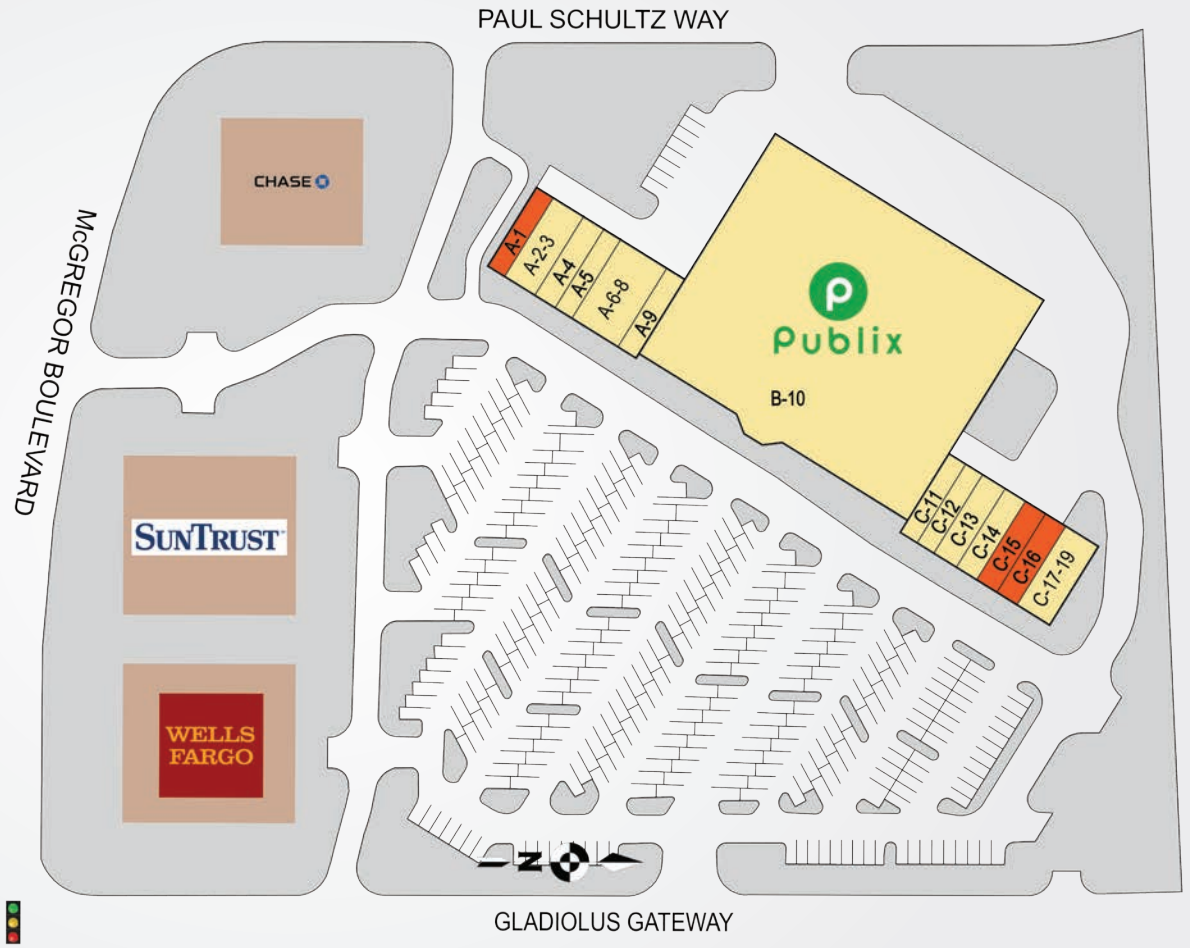 PAUL SCHULTZ WAY
CHASE
McGREGOR BOULEVARD
A-1
A-2-3
A-4
A-5
A-6-8
A-9
Publix
B-10
C-11
C-12
C-13
C-14
C-15
C-16
C-17-19
SUNTRUST
WELLS
FARGO
N
GLADIOLUS GATEWAY